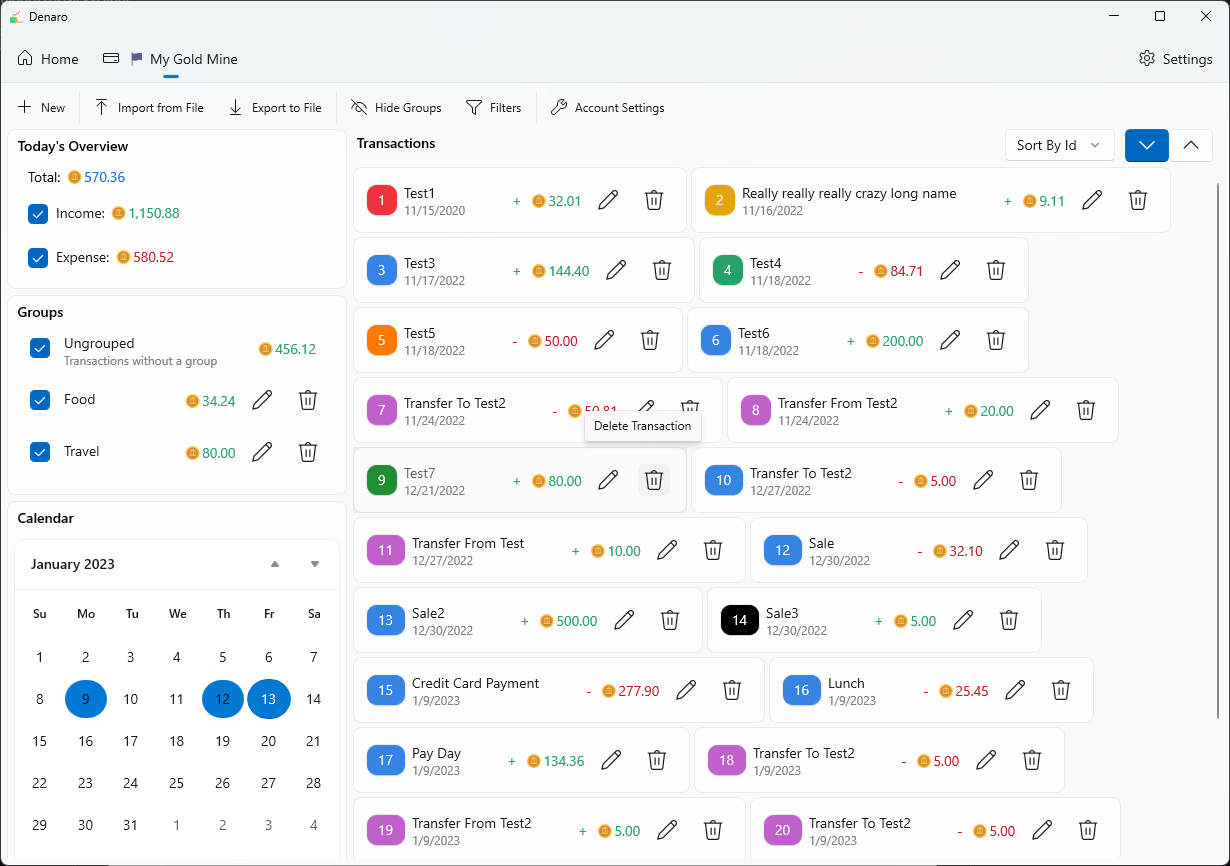 Denaro
Home
My Gold Mine
Settings
New
Import from File
Export to File
Hide Groups
Filters
Account Settings
Today's Overview
Total: 570.36
Income: 1,150.88
Expense: 580.52
Groups
Ungrouped
Transactions without a group
456.12
Food 34.24
Travel 80.00
Calendar
January 2023
Su Mo Tu We Th Fr Sa
1 2 3 4 5 6 7
8 9 10 11 12 13 14
15 16 17 18 19 20 21
22 23 24 25 26 27 28
29 30 31 1 2 3 4
Transactions
Sort By Id
1 Test1 + 32.01
11/15/2020
2 Really really really crazy long name + 9.11
11/16/2022
3 Test3 + 144.40
11/17/2022
4 Test4 - 84.71
11/18/2022
5 Test5 - 50.00
11/18/2022
6 Test6 + 200.00
11/18/2022
7 Transfer To Test2 - 50.81
11/24/2022
Delete Transaction
8 Transfer From Test2 + 20.00
11/24/2022
9 Test7 + 80.00
12/21/2022
10 Transfer To Test2 - 5.00
12/27/2022
11 Transfer From Test + 10.00
12/27/2022
12 Sale - 32.10
12/30/2022
13 Sale2 + 500.00
12/30/2022
14 Sale3 + 5.00
12/30/2022
15 Credit Card Payment - 277.90
1/9/2023
16 Lunch - 25.45
1/9/2023
17 Pay Day + 134.36
1/9/2023
18 Transfer To Test2 - 5.00
1/9/2023
19 Transfer From Test2 + 5.00
1/9/2023
20 Transfer To Test2 - 5.00
1/9/2023